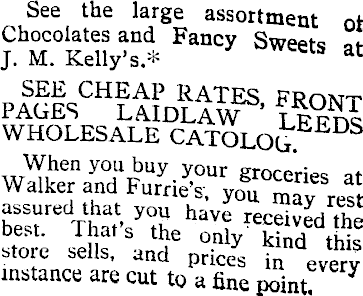 See the large assortment of
Chocolates and Fancy Sweets at
J. M. Kelly's.*
SEE CHEAP RATES, FRONT
PAGES LAIDLAW LEEDS
WHOLESALE CATOLOG.
When you buy your groceries at
Walker and Furrie's, you may rest
assured that you have received the
best. That's the only kind this
store sells, and prices in every
instance are cut to a fine point.